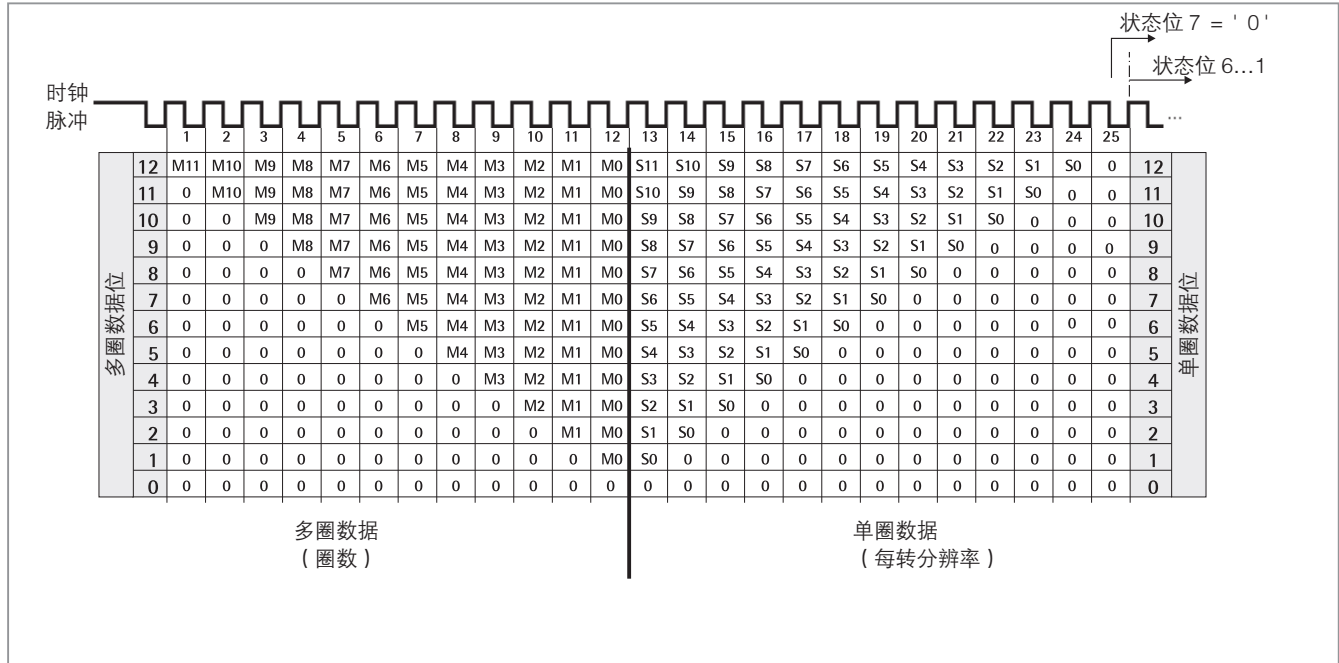 状态位 7 = ' 0 '
状态位 6…1
时钟
脉冲
...
1 2 3 4 5 6 7 8 9 10 11 12 13 14 15 16 17 18 19 20 21 22 23 24 25
多圈数据位
12 M11 M10 M9 M8 M7 M6 M5 M4 M3 M2 M1 M0 S11 S10 S9 S8 S7 S6 S5 S4 S3 S2 S1 S0 0 12
11 0 M10 M9 M8 M7 M6 M5 M4 M3 M2 M1 M0 S10 S9 S8 S7 S6 S5 S4 S3 S2 S1 S0 0 0 11
10 0 0 M9 M8 M7 M6 M5 M4 M3 M2 M1 M0 S9 S8 S7 S6 S5 S4 S3 S2 S1 S0 0 0 0 10
9 0 0 0 M8 M7 M6 M5 M4 M3 M2 M1 M0 S8 S7 S6 S5 S4 S3 S2 S1 S0 0 0 0 0 9
8 0 0 0 0 M7 M6 M5 M4 M3 M2 M1 M0 S7 S6 S5 S4 S3 S2 S1 S0 0 0 0 0 0 8
7 0 0 0 0 0 M6 M5 M4 M3 M2 M1 M0 S6 S5 S4 S3 S2 S1 S0 0 0 0 0 0 0 7
6 0 0 0 0 0 0 M5 M4 M3 M2 M1 M0 S5 S4 S3 S2 S1 S0 0 0 0 0 0 0 0 6
5 0 0 0 0 0 0 0 M4 M3 M2 M1 M0 S4 S3 S2 S1 S0 0 0 0 0 0 0 0 0 5
4 0 0 0 0 0 0 0 0 M3 M2 M1 M0 S3 S2 S1 S0 0 0 0 0 0 0 0 0 0 4
3 0 0 0 0 0 0 0 0 0 M2 M1 M0 S2 S1 S0 0 0 0 0 0 0 0 0 0 0 3
2 0 0 0 0 0 0 0 0 0 0 M1 M0 S1 S0 0 0 0 0 0 0 0 0 0 0 0 2
1 0 0 0 0 0 0 0 0 0 0 0 M0 S0 0 0 0 0 0 0 0 0 0 0 0 0 1
0 0 0 0 0 0 0 0 0 0 0 0 0 0 0 0 0 0 0 0 0 0 0 0 0 0 0
单圈数据位
多圈数据
（圈数）
单圈数据
（每转分辨率）